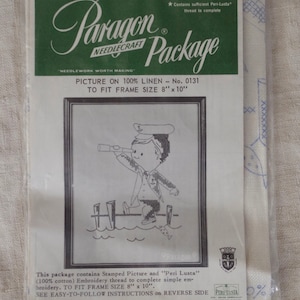 ★ Contains sufficient Peri-Lusta*
thread to complete
Paragon®
NEEDLECRAFT
Package
"NEEDLEWORK WORTH MAKING"
PICTURE ON 100% LINEN – No. 0131
TO FIT FRAME SIZE 8" x 10"
This package contains Stamped Picture and "Peri Lusta"
(100% cotton) Embroidery thread to complete simple em-
broidery. TO FIT FRAME SIZE 8" x 10".
SEE EASY-TO-FOLLOW INSTRUCTIONS on REVERSE SIDE